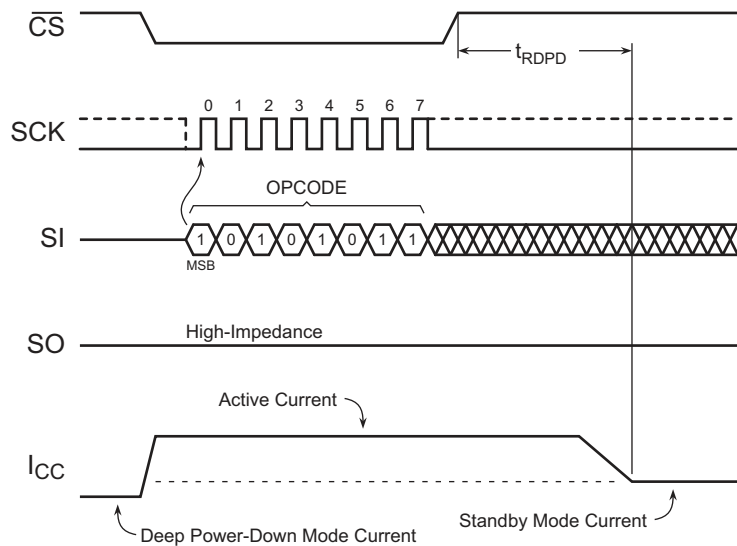 CS
tRDPD
0 1 2 3 4 5 6 7
SCK
OPCODE
SI
1 0 1 0 1 0 1 1
MSB
High-Impedance
SO
Active Current
ICC
Standby Mode Current
Deep Power-Down Mode Current